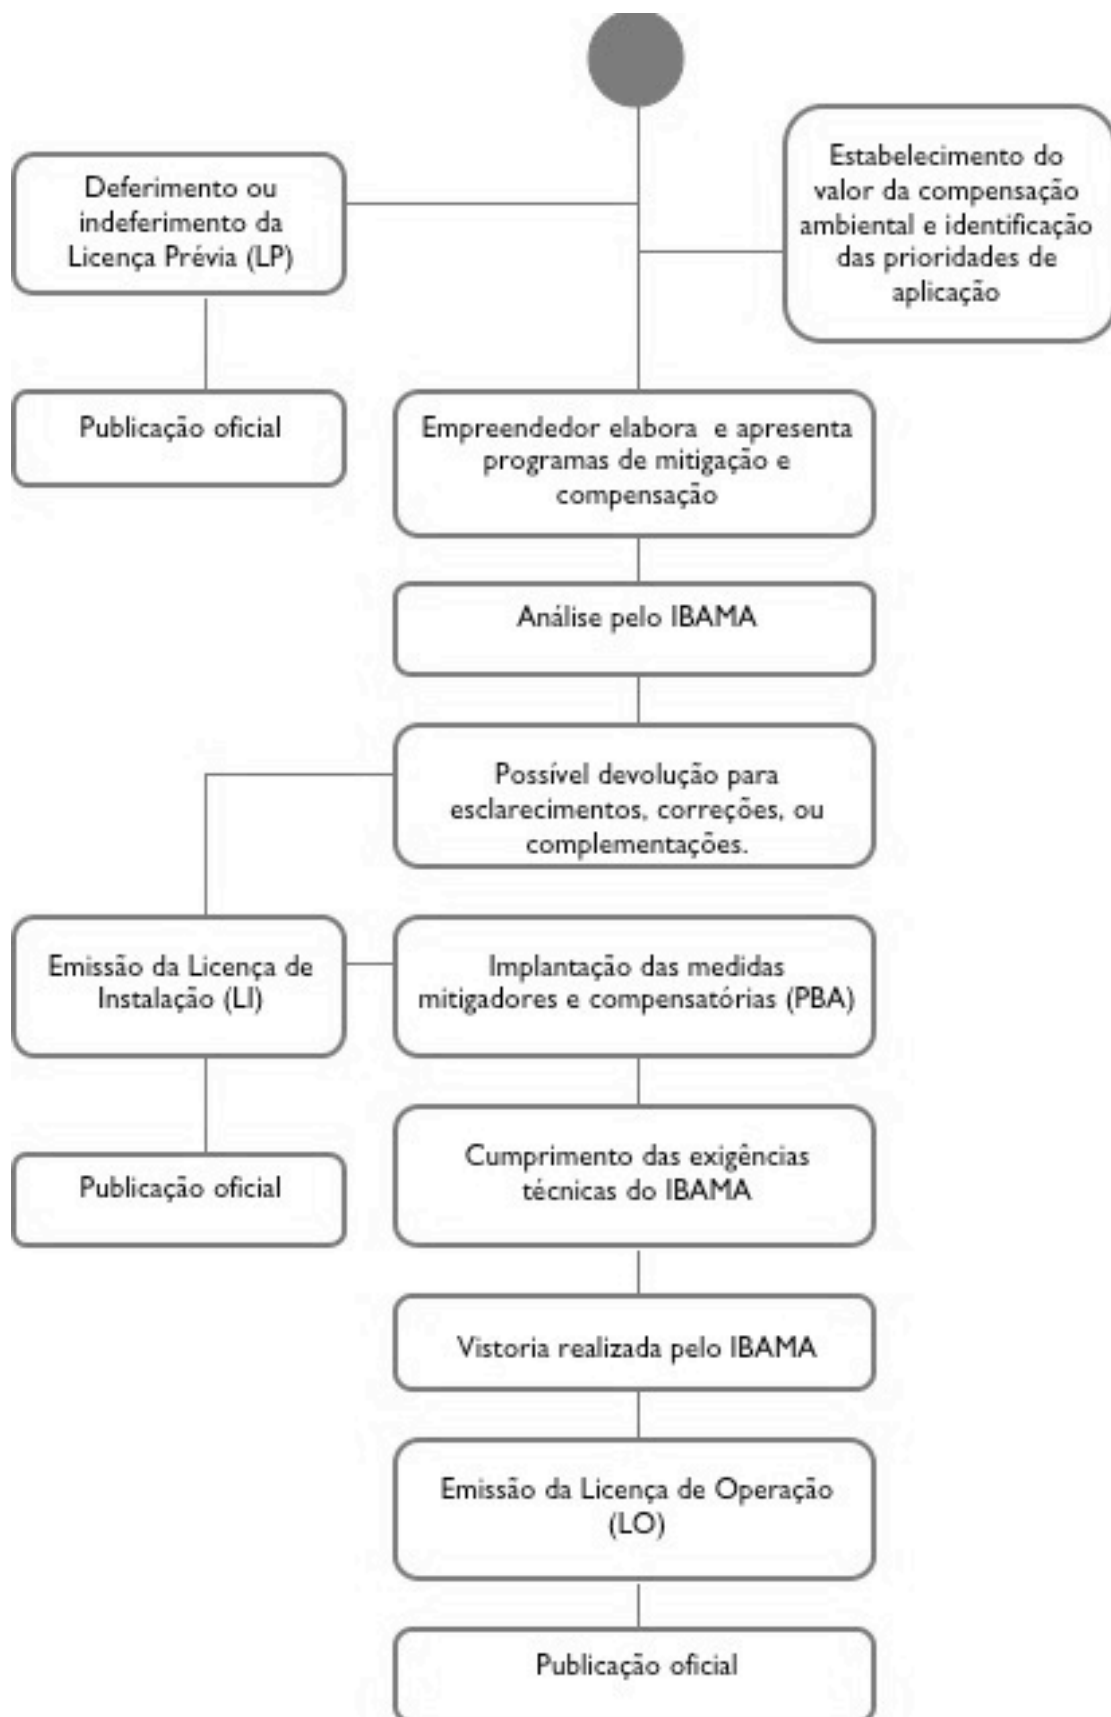 Deferimento ou
indeferimento da
Licença Prévia (LP)
Estabelecimento do
valor da compensação
ambiental e identificação
das prioridades de
aplicação
Publicação oficial
Empreendedor elabora e apresenta
programas de mitigação e
compensação
Análise pelo IBAMA
Possível devolução para
esclarecimentos, correções, ou
complementações.
Emissão da Licença de
Instalação (LI)
Implantação das medidas
mitigadores e compensatórias (PBA)
Publicação oficial
Cumprimento das exigências
técnicas do IBAMA
Vistoria realizada pelo IBAMA
Emissão da Licença de Operação
(LO)
Publicação oficial